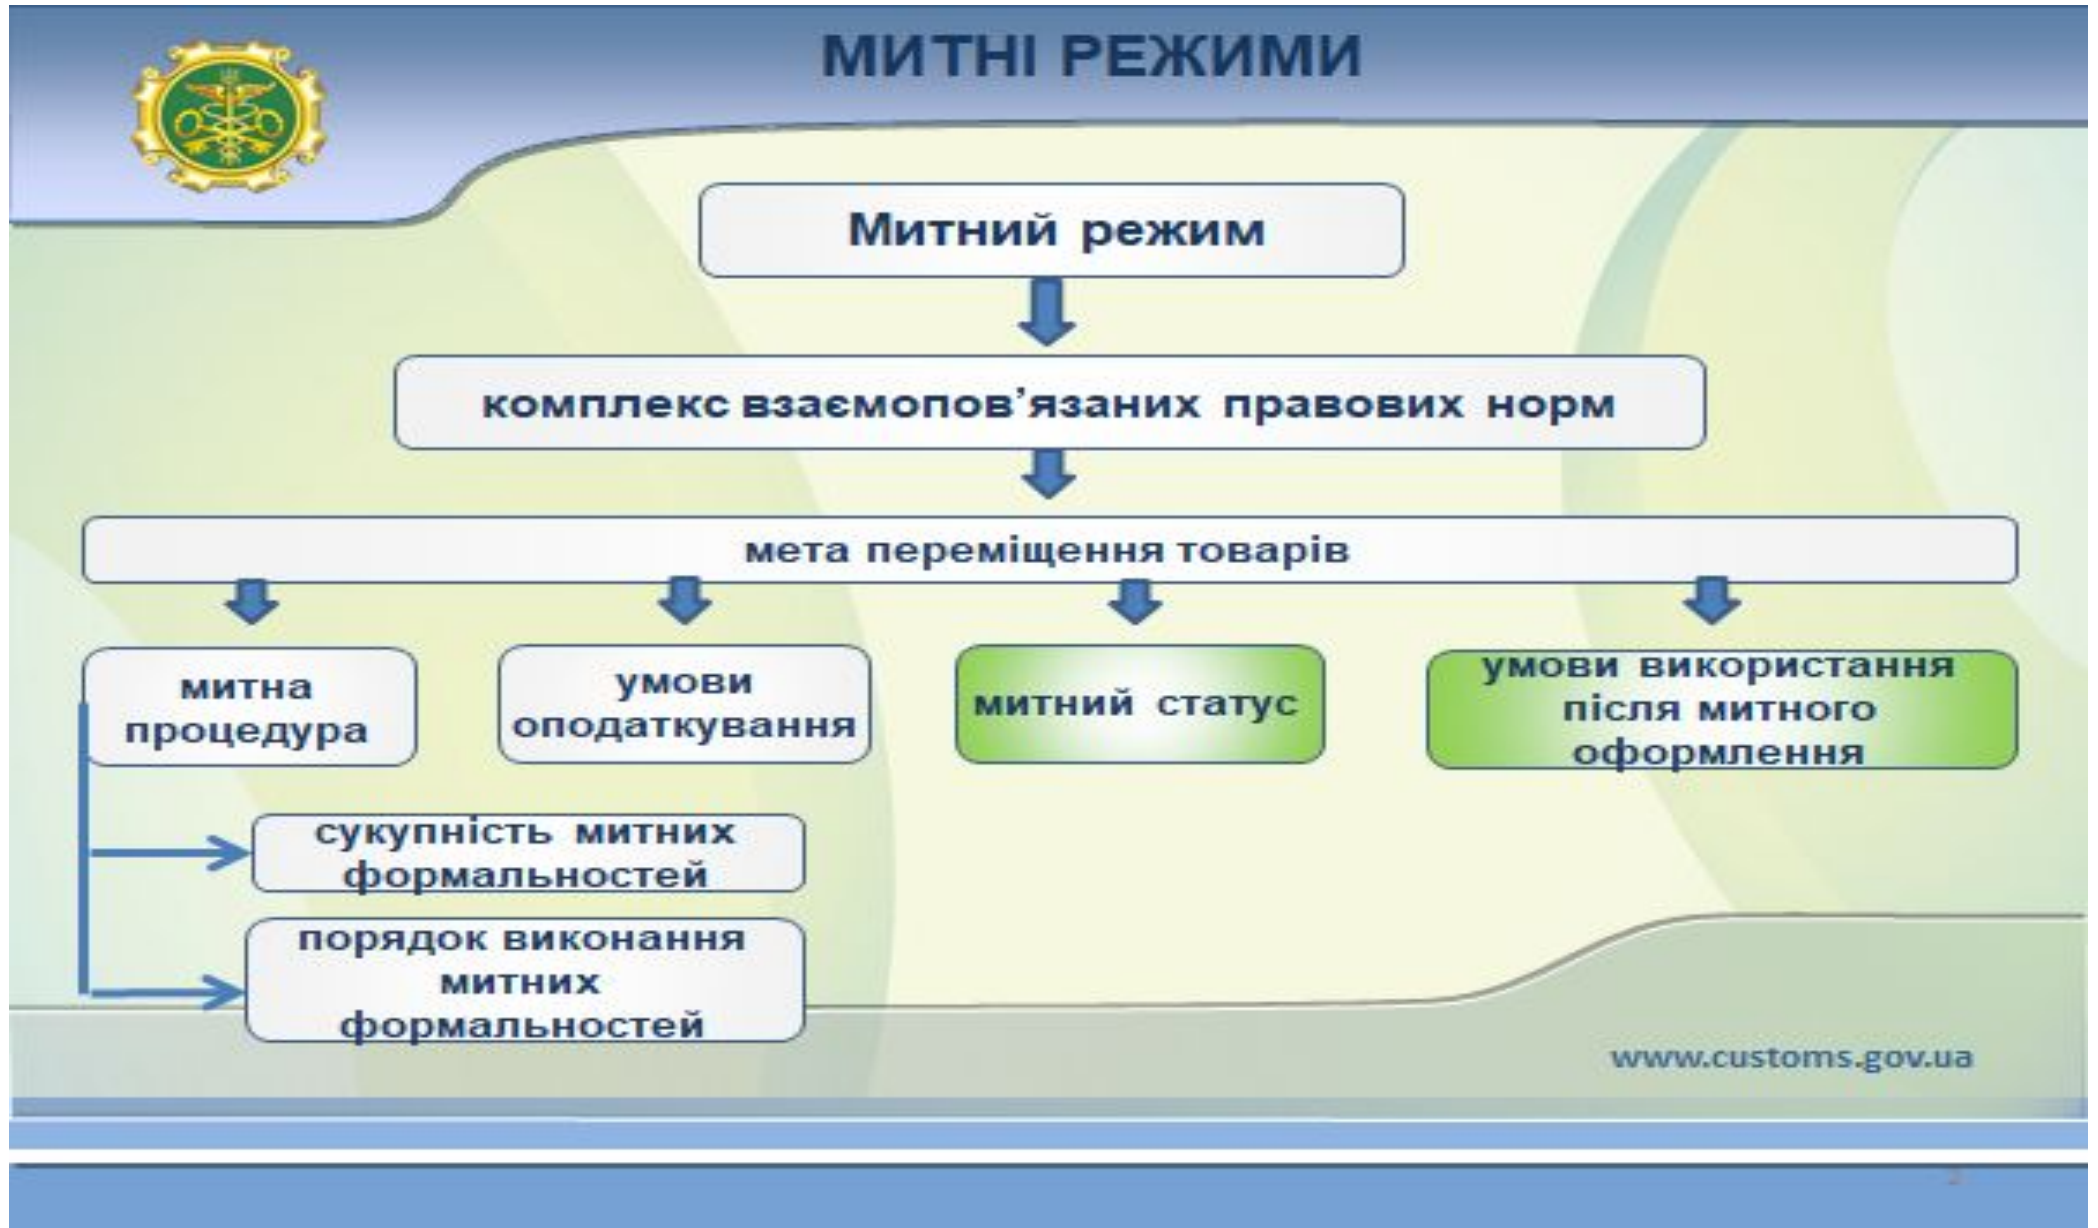 МИТНІ РЕЖИМИ
Митний режим
комплекс взаємопов’язаних правових норм
мета переміщення товарів
митна
процедура
умови
оподаткування
митний статус
умови використання
після митного
оформлення
сукупність митних
формальностей
порядок виконання
митних
формальностей
www.customs.gov.ua